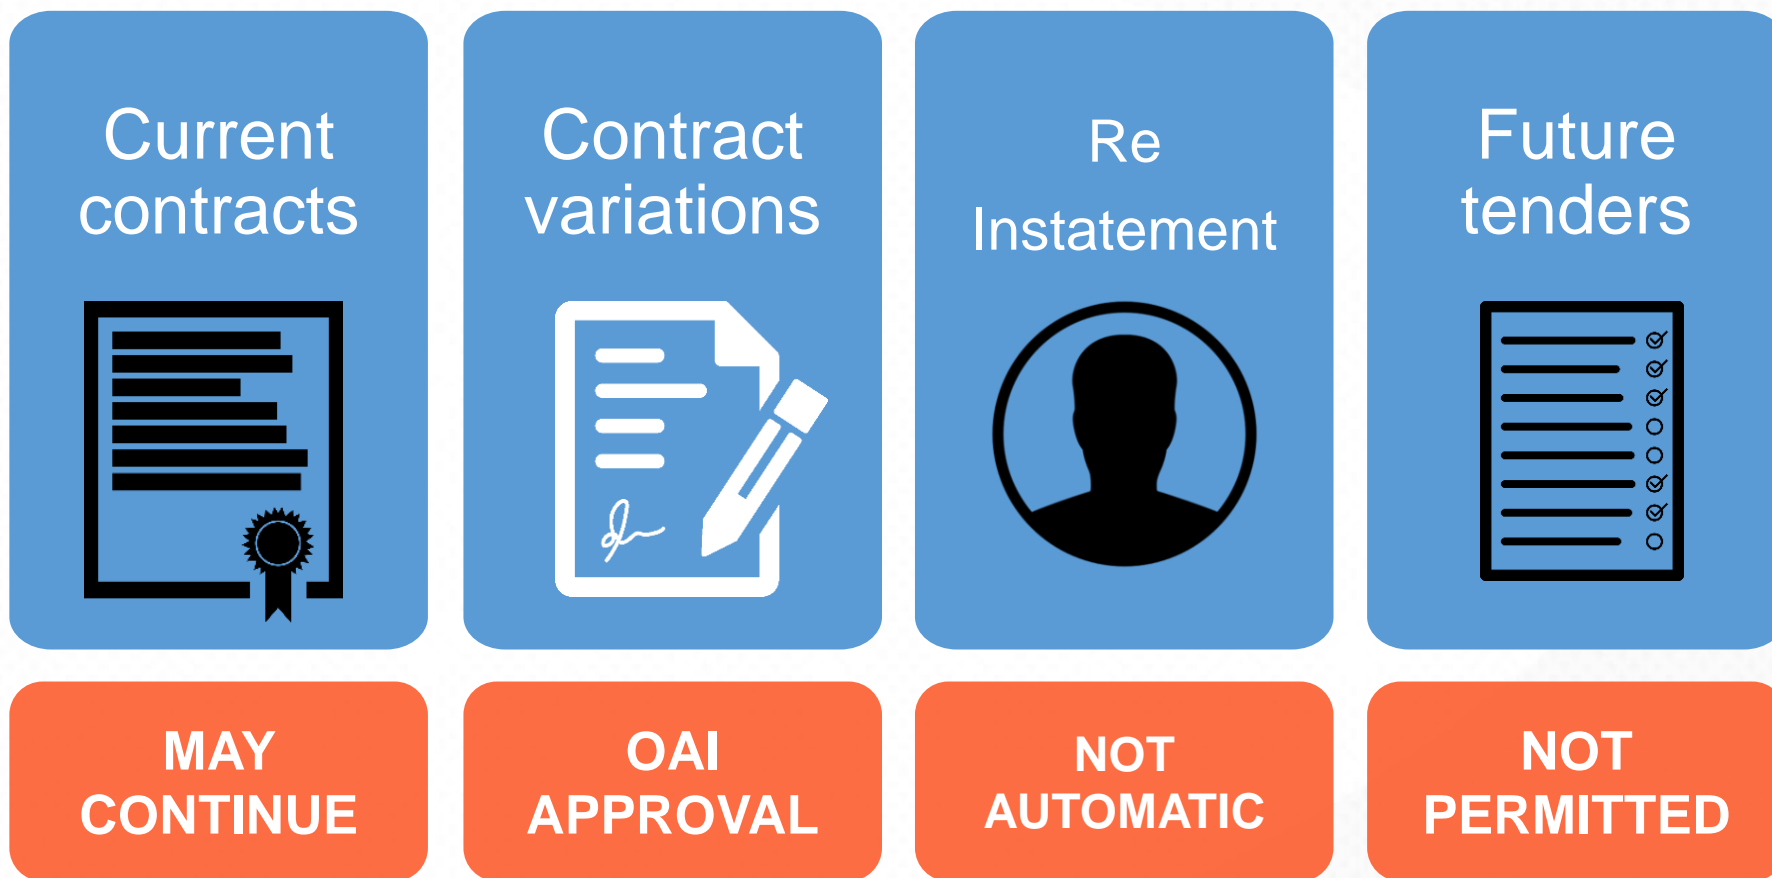 Current
contracts
MAY
CONTINUE
Contract
variations
OAI
APPROVAL
Re
Instatement
NOT
AUTOMATIC
Future
tenders
NOT
PERMITTED